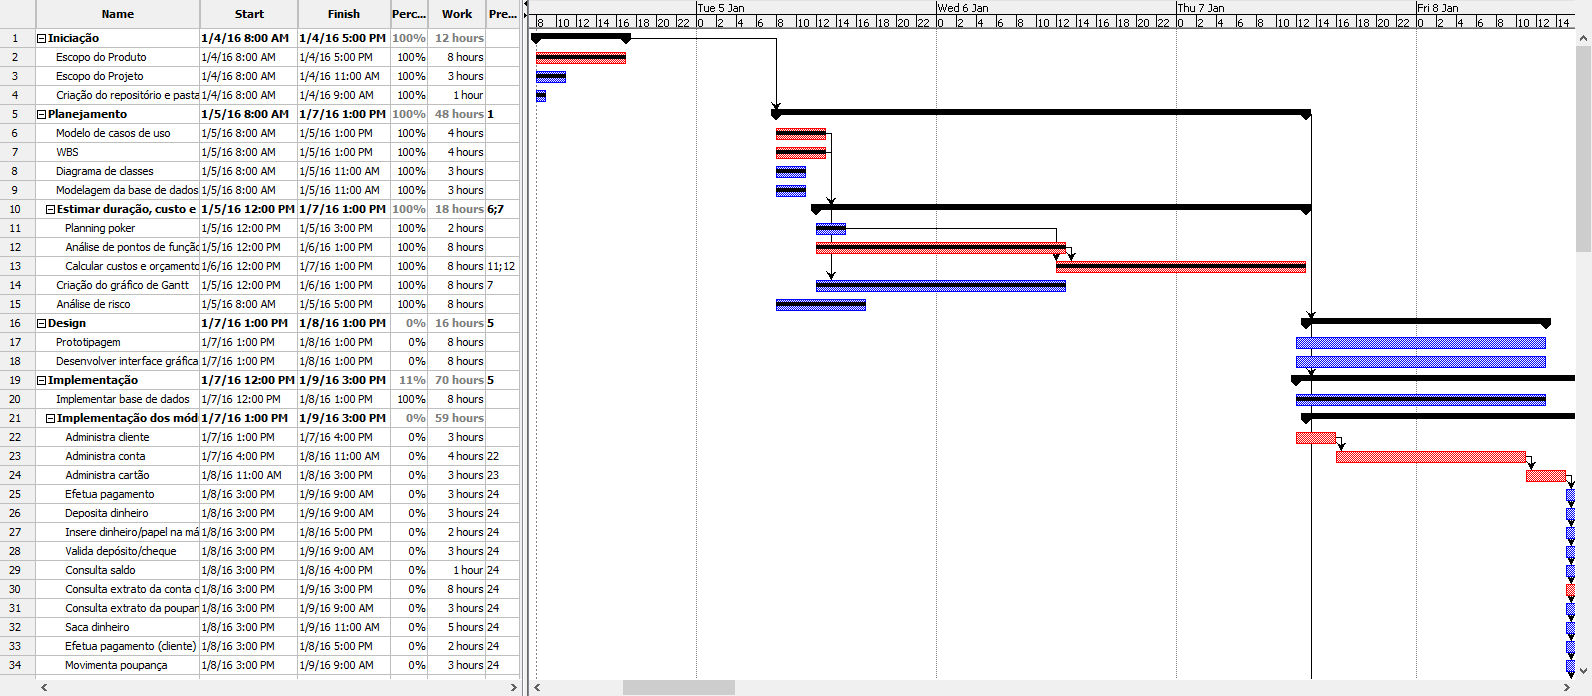 Name Start Finish Perc... Work Pre...
Tue 5 Jan Wed 6 Jan Thu 7 Jan Fri 8 Jan
8 10 12 14 16 18 20 22 0 2 4 6 8 10 12 14 16 18 20 22 0 2 4 6 8 10 12 14 16 18 20 22 0 2 4 6 8 10 12 14 16 18 20 22 0 2 4 6 8 10 12 14
1 Iniciação 1/4/16 8:00 AM 1/4/16 5:00 PM 100% 12 hours
2 Escopo do Produto 1/4/16 8:00 AM 1/4/16 5:00 PM 100% 8 hours
3 Escopo do Projeto 1/4/16 8:00 AM 1/4/16 11:00 AM 100% 3 hours
4 Criação do repositório e pasta 1/4/16 8:00 AM 1/4/16 9:00 AM 100% 1 hour
5 Planejamento 1/5/16 8:00 AM 1/7/16 1:00 PM 100% 48 hours 1
6 Modelo de casos de uso 1/5/16 8:00 AM 1/5/16 1:00 PM 100% 4 hours
7 WBS 1/5/16 8:00 AM 1/5/16 1:00 PM 100% 4 hours
8 Diagrama de classes 1/5/16 8:00 AM 1/5/16 11:00 AM 100% 3 hours
9 Modelagem da base de dados 1/5/16 8:00 AM 1/5/16 11:00 AM 100% 3 hours
10 Estimar duração, custo e 1/5/16 12:00 PM 1/7/16 1:00 PM 100% 18 hours 6;7
11 Planning poker 1/5/16 12:00 PM 1/5/16 3:00 PM 100% 2 hours
12 Análise de pontos de função 1/5/16 12:00 PM 1/6/16 1:00 PM 100% 8 hours
13 Calcular custos e orçamento 1/6/16 12:00 PM 1/7/16 1:00 PM 100% 8 hours 11;12
14 Criação do gráfico de Gantt 1/5/16 12:00 PM 1/6/16 1:00 PM 100% 8 hours 7
15 Análise de risco 1/5/16 8:00 AM 1/5/16 5:00 PM 100% 8 hours
16 Design 1/7/16 1:00 PM 1/8/16 1:00 PM 0% 16 hours 5
17 Prototipagem 1/7/16 1:00 PM 1/8/16 1:00 PM 0% 8 hours
18 Desenvolver interface gráfica 1/7/16 1:00 PM 1/8/16 1:00 PM 0% 8 hours
19 Implementação 1/7/16 12:00 PM 1/9/16 3:00 PM 11% 70 hours 5
20 Implementar base de dados 1/7/16 12:00 PM 1/8/16 1:00 PM 100% 8 hours
21 Implementação dos mód 1/7/16 1:00 PM 1/9/16 3:00 PM 0% 59 hours
22 Administra cliente 1/7/16 1:00 PM 1/7/16 4:00 PM 0% 3 hours
23 Administra conta 1/7/16 4:00 PM 1/8/16 11:00 AM 0% 4 hours 22
24 Administra cartão 1/8/16 11:00 AM 1/8/16 3:00 PM 0% 3 hours 23
25 Efetua pagamento 1/8/16 3:00 PM 1/9/16 9:00 AM 0% 3 hours 24
26 Deposita dinheiro 1/8/16 3:00 PM 1/9/16 9:00 AM 0% 3 hours 24
27 Insere dinheiro/papel na má 1/8/16 3:00 PM 1/8/16 5:00 PM 0% 2 hours 24
28 Valida depósito/cheque 1/8/16 3:00 PM 1/9/16 9:00 AM 0% 3 hours 24
29 Consulta saldo 1/8/16 3:00 PM 1/8/16 4:00 PM 0% 1 hour 24
30 Consulta extrato da conta c 1/8/16 3:00 PM 1/9/16 3:00 PM 0% 8 hours 24
31 Consulta extrato da poupan 1/8/16 3:00 PM 1/9/16 9:00 AM 0% 3 hours 24
32 Saca dinheiro 1/8/16 3:00 PM 1/9/16 11:00 AM 0% 5 hours 24
33 Efetua pagamento (cliente) 1/8/16 3:00 PM 1/8/16 5:00 PM 0% 2 hours 24
34 Movimenta poupança 1/8/16 3:00 PM 1/9/16 9:00 AM 0% 3 hours 24